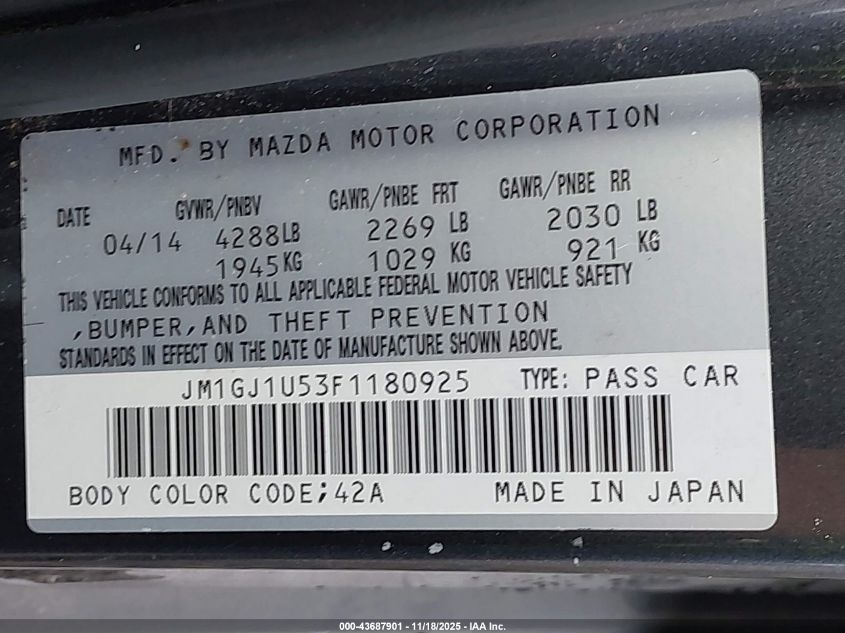 MFD. BY MAZDA MOTOR CORPORATION
DATE GVWR/PNBV GAWR/PNBE FRT GAWR/PNBE RR
04/14 4288LB 2269 LB 2030 LB
1945KG 1029 KG 921 KG
THIS VEHICLE CONFORMS TO ALL APPLICABLE FEDERAL MOTOR VEHICLE SAFETY
,BUMPER,AND THEFT PREVENTION
STANDARDS IN EFFECT ON THE DATE OF MANUFACTURE SHOWN ABOVE.
JM1GJ1U53F1180925 TYPE: PASS CAR
BODY COLOR CODE;42A MADE IN JAPAN
000-43687901 - 11/18/2025 - IAA Inc.